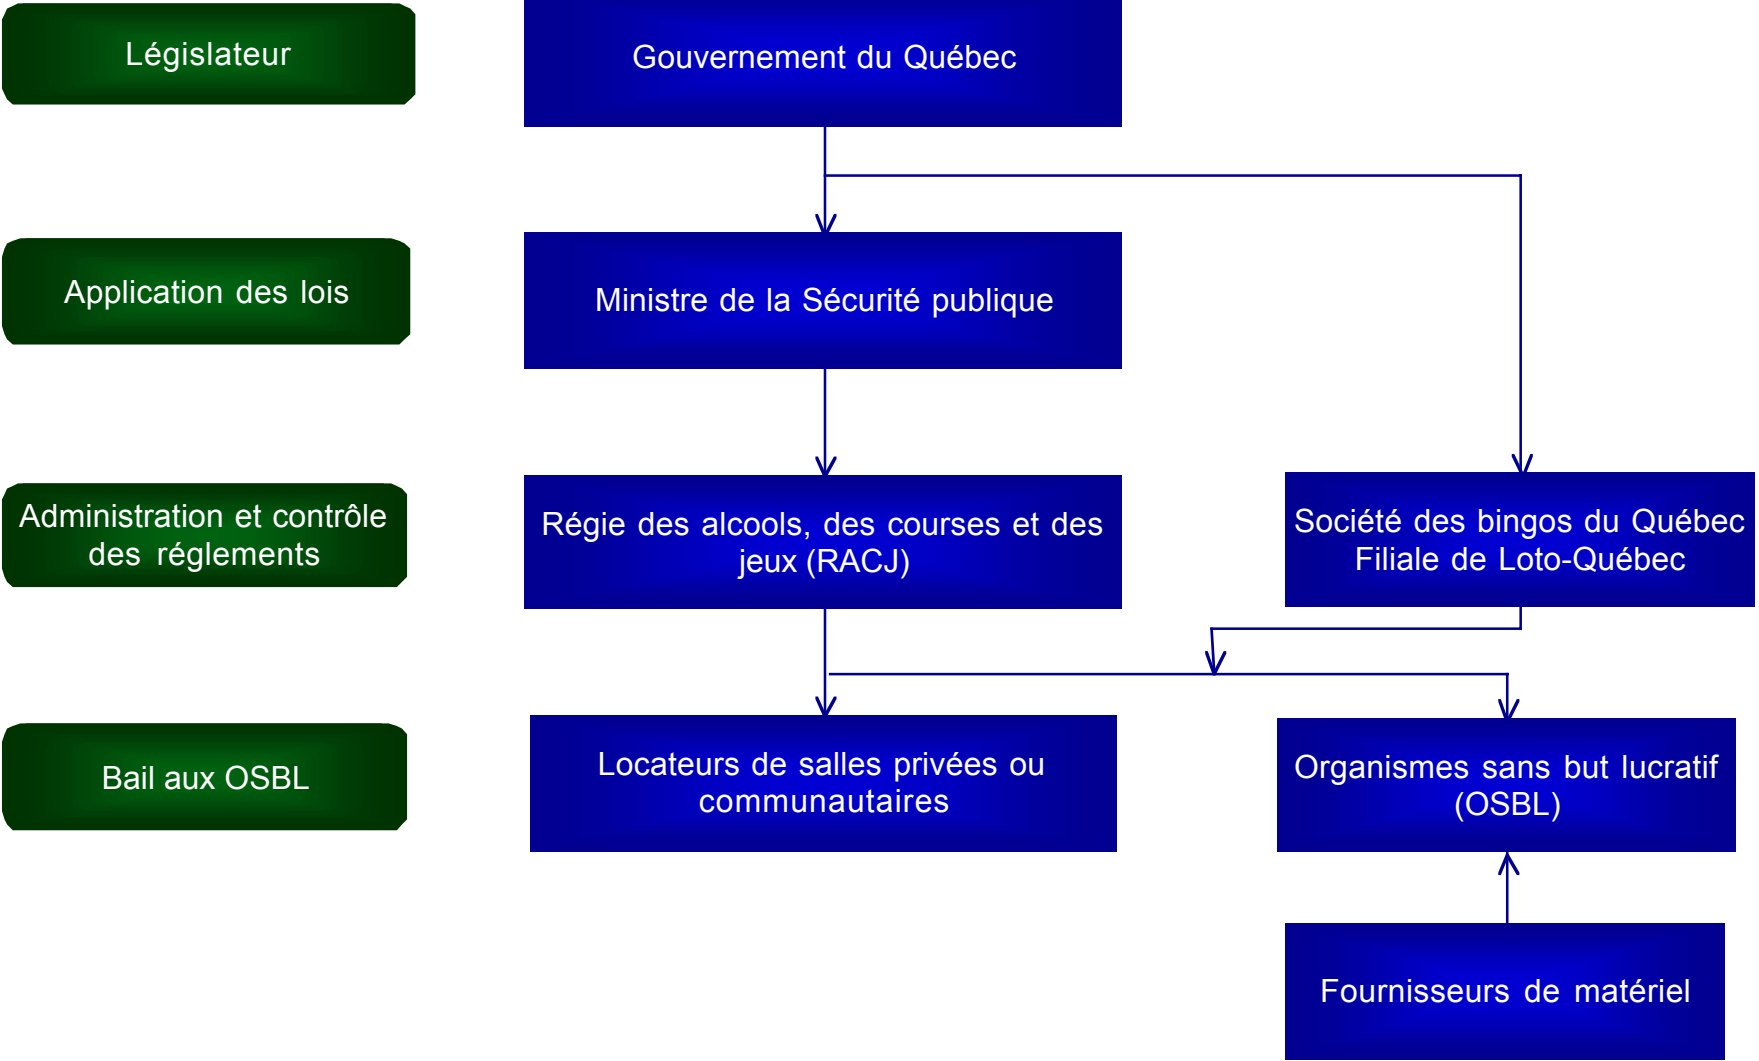 Législateur
Gouvernement du Québec
Application des lois
Ministre de la Sécurité publique
Administration et contrôle
des réglements
Régie des alcools, des courses et des
jeux (RACJ)
Société des bingos du Québec
Filiale de Loto-Québec
Bail aux OSBL
Locateurs de salles privées ou
communautaires
Organismes sans but lucratif
(OSBL)
Fournisseurs de matériel